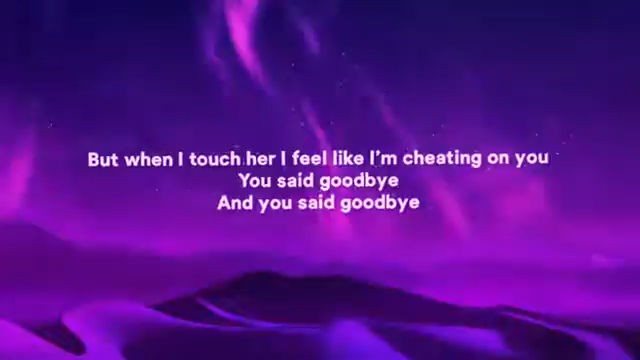 But when I touch her I feel like I'm cheating on you
You said goodbye
And you said goodbye